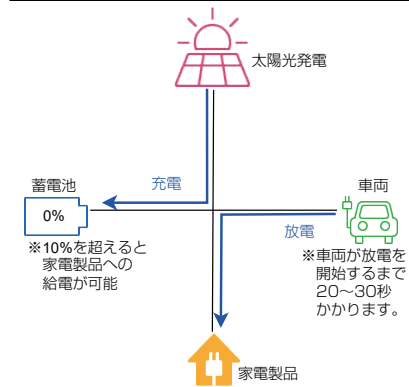 太陽光発電
充電
蓄電池
0%
※10%を超えると
家電製品への
給電が可能
車両
放電
※車両が放電を
開始するまで
20～30秒
かかります。
家電製品